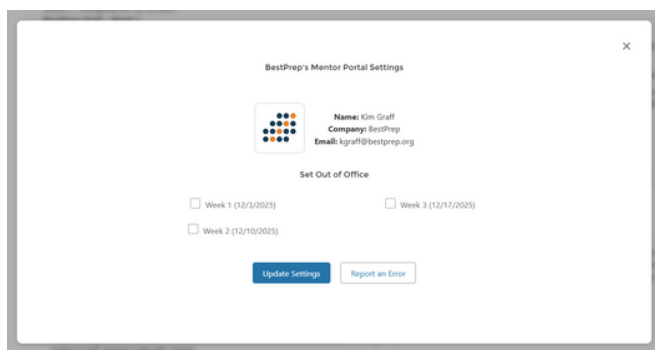 BestPrep's Mentor Portal Settings
Name: Kim Graff
Company: BestPrep
Email: kgraff@bestprep.org
Set Out of Office
Week 1 (12/3/2025)
Week 3 (12/17/2025)
Week 2 (12/10/2025)
Update Settings
Report an Error